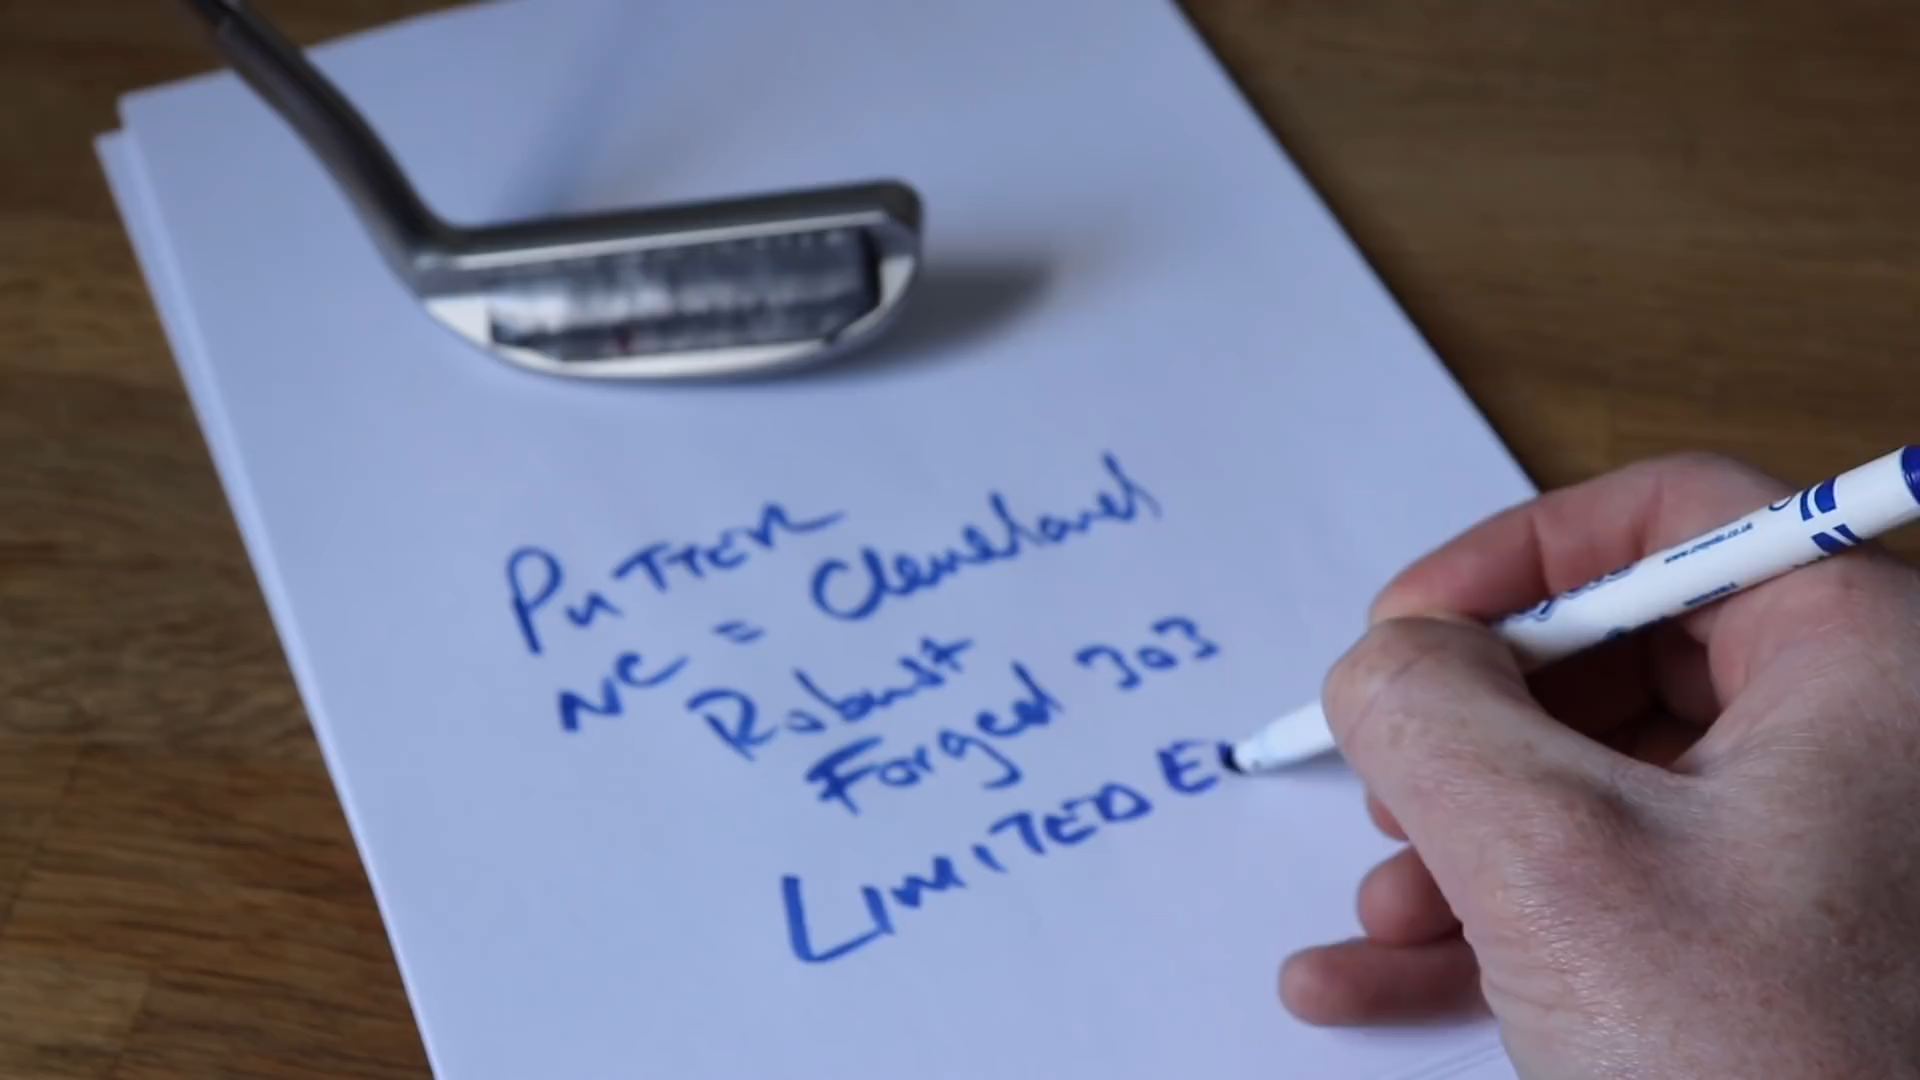 PUTTER
NC = Cleveland
Robust
Forged 303
LIMITED E